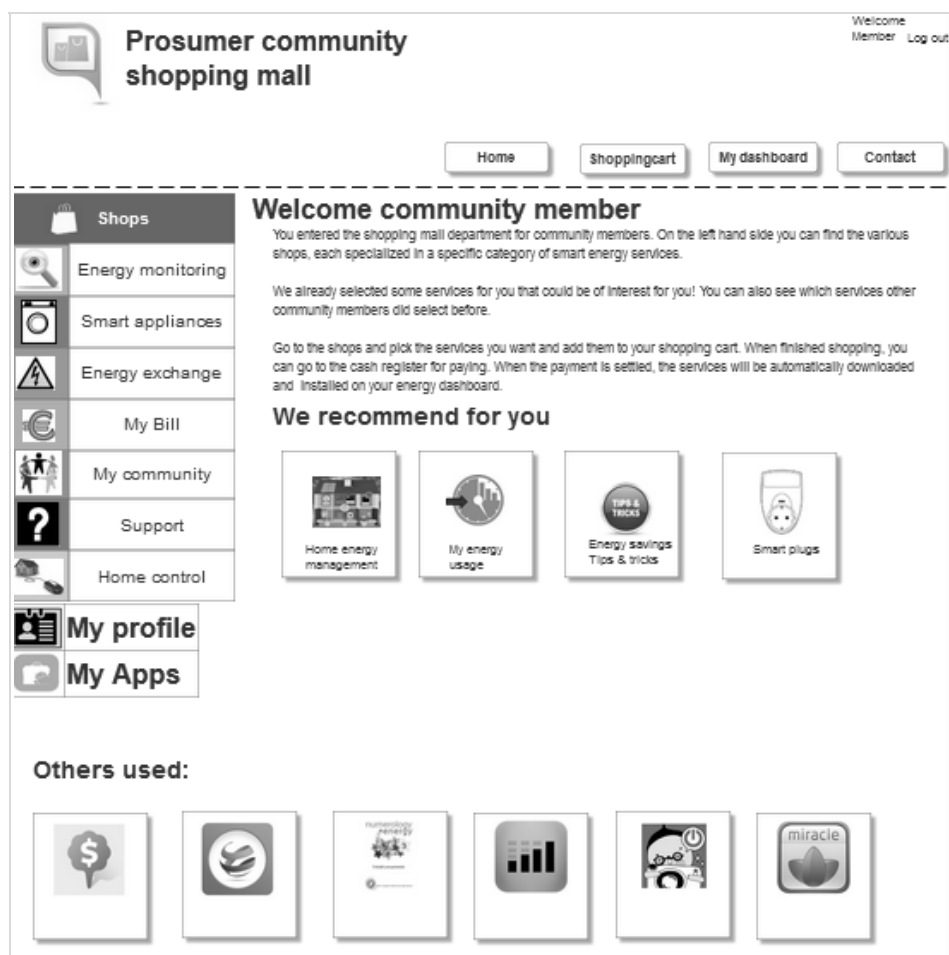 Prosumer community
shopping mall
Welcome
Member Log out
Home
Shoppingcart
My dashboard
Contact
Shops
Energy monitoring
Smart appliances
Energy exchange
My Bill
My community
Support
Home control
My profile
My Apps
Welcome community member
You entered the shopping mall department for community members. On the left hand side you can find the various
shops, each specialized in a specific category of smart energy services.
We already selected some services for you that could be of interest for you! You can also see which services other
community members did select before.
Go to the shops and pick the services you want and add them to your shopping cart. When finished shopping, you
can go to the cash register for paying. When the payment is settled, the services will be automatically downloaded
and installed on your energy dashboard.
We recommend for you
Home energy
management
My energy
usage
TIPS &
TRICKS
Energy savings
Tips & tricks
Smart plugs
Others used:
$
numerology
energy
miracle